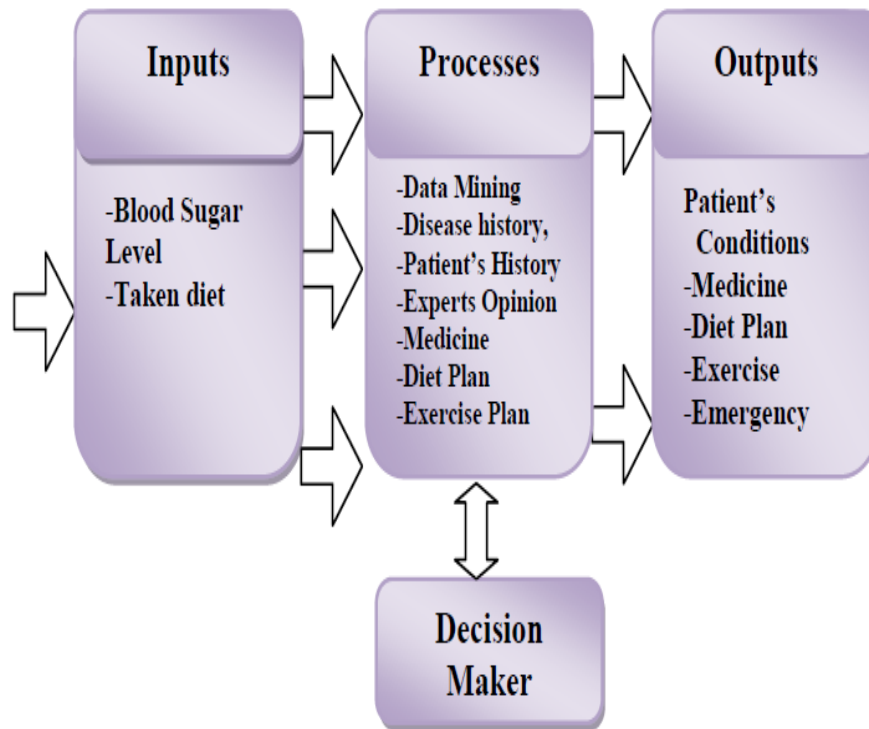 Inputs
-Blood Sugar
Level
-Taken diet
Processes
-Data Mining
-Disease history,
-Patient’s History
-Experts Opinion
-Medicine
-Diet Plan
-Exercise Plan
Outputs
Patient’s
Conditions
-Medicine
-Diet Plan
-Exercise
-Emergency
Decision
Maker